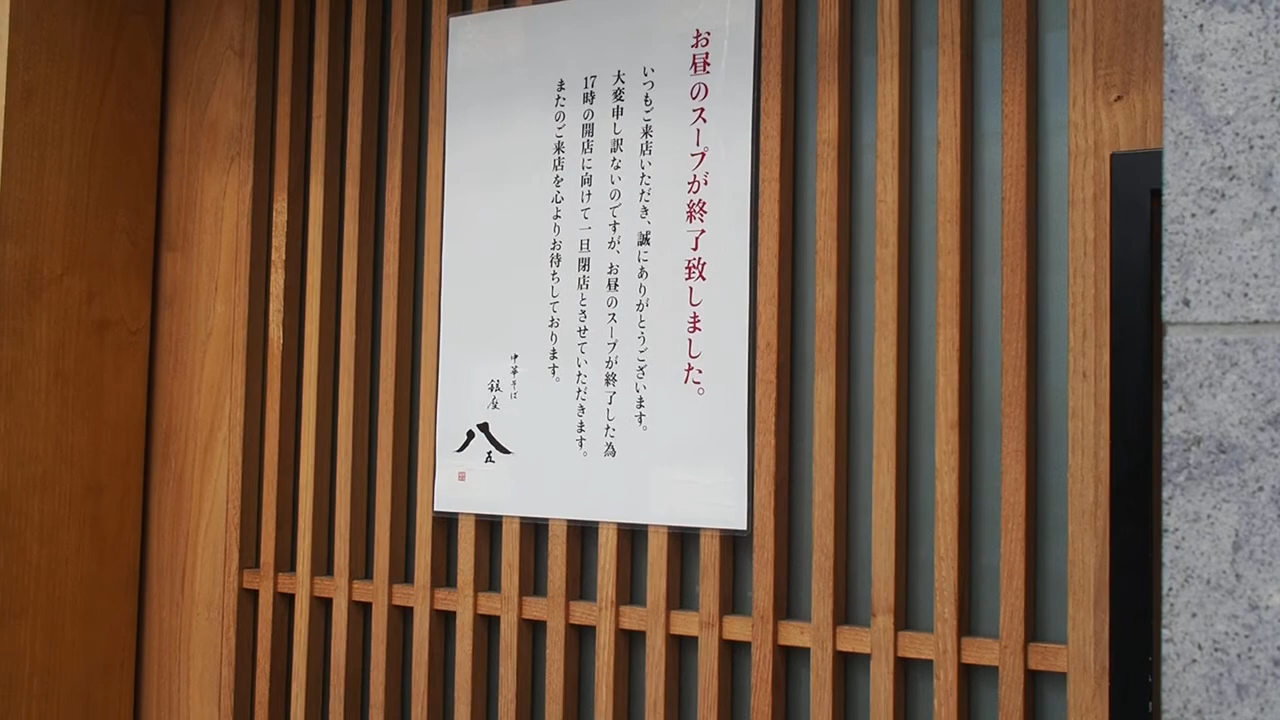 お昼のスープが終了致しました。
いつもご来店いただき、誠にありがとうございます。
大変申し訳ないのですが、お昼のスープが終了した為
17時の開店に向けて一旦閉店とさせていただきます。
またのご来店を心よりお待ちしております。
中華そば
銀座
八五